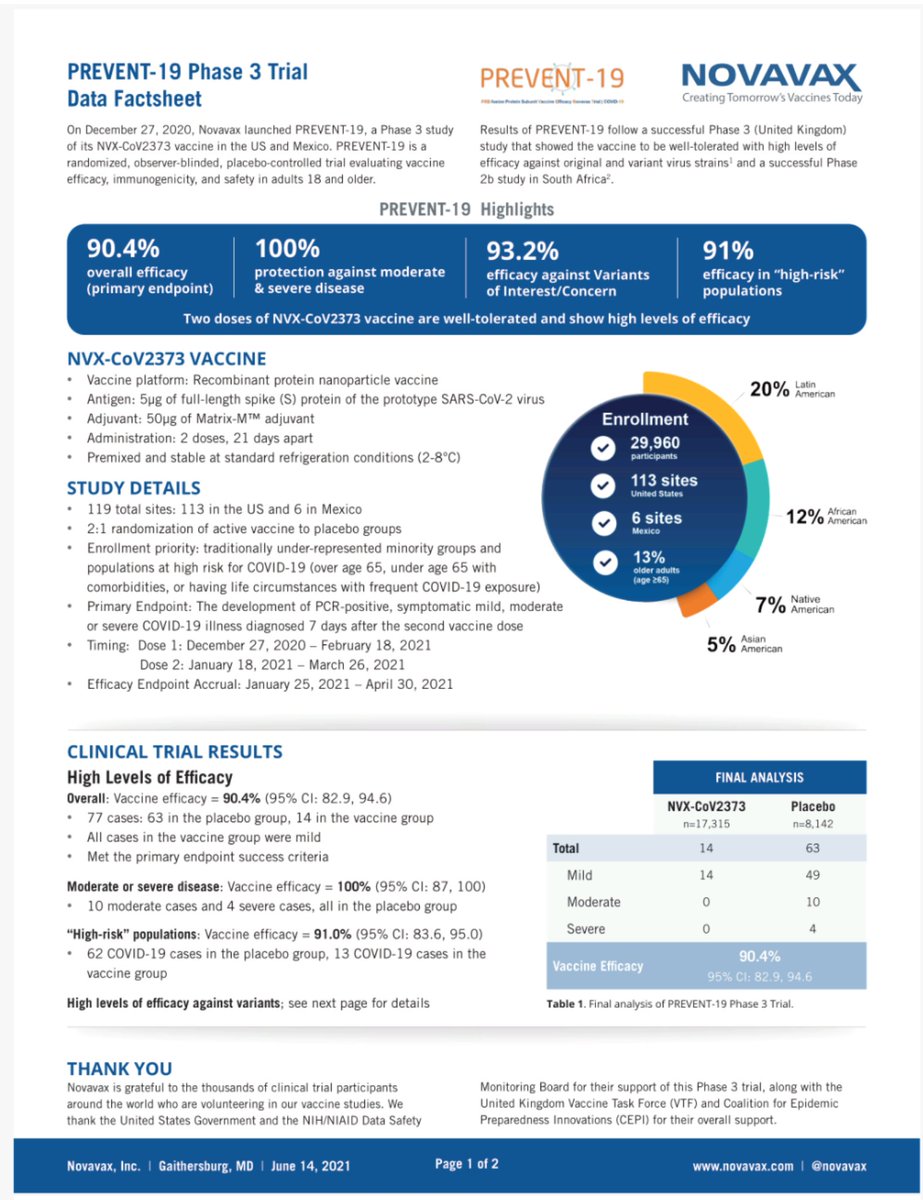 PREVENT-19 Phase 3 Trial
Data Factsheet
PREVENT-19
NOVAVAX
Creating Tomorrow's Vaccines Today
On December 27, 2020, Novavax launched PREVENT-19, a Phase 3 study
of its NVX-CoV2373 vaccine in the US and Mexico. PREVENT-19 is a
randomized, observer-blinded, placebo-controlled trial evaluating vaccine
efficacy, immunogenicity, and safety in adults 18 and older.
Results of PREVENT-19 follow a successful Phase 3 (United Kingdom)
study that showed the vaccine to be well-tolerated with high levels of
efficacy against original and variant virus strains¹ and a successful Phase
2b study in South Africa².
PREVENT-19 Highlights
90.4%
overall efficacy
(primary endpoint)
100%
protection against moderate
& severe disease
93.2%
efficacy against Variants
of Interest/Concern
91%
efficacy in “high-risk”
populations
Two doses of NVX-CoV2373 vaccine are well-tolerated and show high levels of efficacy
NVX-CoV2373 VACCINE
• Vaccine platform: Recombinant protein nanoparticle vaccine
• Antigen: 5μg of full-length spike (S) protein of the prototype SARS-CoV-2 virus
• Adjuvant: 50μg of Matrix-M™ adjuvant
• Administration: 2 doses, 21 days apart
• Premixed and stable at standard refrigeration conditions (2-8°C)
STUDY DETAILS
• 119 total sites: 113 in the US and 6 in Mexico
• 2:1 randomization of active vaccine to placebo groups
• Enrollment priority: traditionally under-represented minority groups and
populations at high risk for COVID-19 (over age 65, under age 65 with
comorbidities, or having life circumstances with frequent COVID-19 exposure)
• Primary Endpoint: The development of PCR-positive, symptomatic mild, moderate
or severe COVID-19 illness diagnosed 7 days after the second vaccine dose
• Timing: Dose 1: December 27, 2020 – February 18, 2021
Dose 2: January 18, 2021 – March 26, 2021
• Efficacy Endpoint Accrual: January 25, 2021 – April 30, 2021
Enrollment
29,960
participants
113 sites
United States
6 sites
Mexico
13%
older adults
(age ≥65)
20% Latin
American
12% African
American
7% Native
American
5% Asian
American
CLINICAL TRIAL RESULTS
High Levels of Efficacy
Overall: Vaccine efficacy = 90.4% (95% CI: 82.9, 94.6)
• 77 cases: 63 in the placebo group, 14 in the vaccine group
• All cases in the vaccine group were mild
• Met the primary endpoint success criteria
Moderate or severe disease: Vaccine efficacy = 100% (95% CI: 87, 100)
• 10 moderate cases and 4 severe cases, all in the placebo group
“High-risk” populations: Vaccine efficacy = 91.0% (95% CI: 83.6, 95.0)
• 62 COVID-19 cases in the placebo group, 13 COVID-19 cases in the
vaccine group
High levels of efficacy against variants; see next page for details
FINAL ANALYSIS
NVX-CoV2373 Placebo
n=17,315 n=8,142
Total 14 63
Mild 14 49
Moderate 0 10
Severe 0 4
Vaccine Efficacy
90.4%
95% CI: 82.9, 94.6
Table 1. Final analysis of PREVENT-19 Phase 3 Trial.
THANK YOU
Novavax is grateful to the thousands of clinical trial participants
around the world who are volunteering in our vaccine studies. We
thank the United States Government and the NIH/NIAID Data Safety
Monitoring Board for their support of this Phase 3 trial, along with the
United Kingdom Vaccine Task Force (VTF) and Coalition for Epidemic
Preparedness Innovations (CEPI) for their overall support.
Novavax, Inc. | Gaithersburg, MD | June 14, 2021
Page 1 of 2
www.novavax.com | @novavax